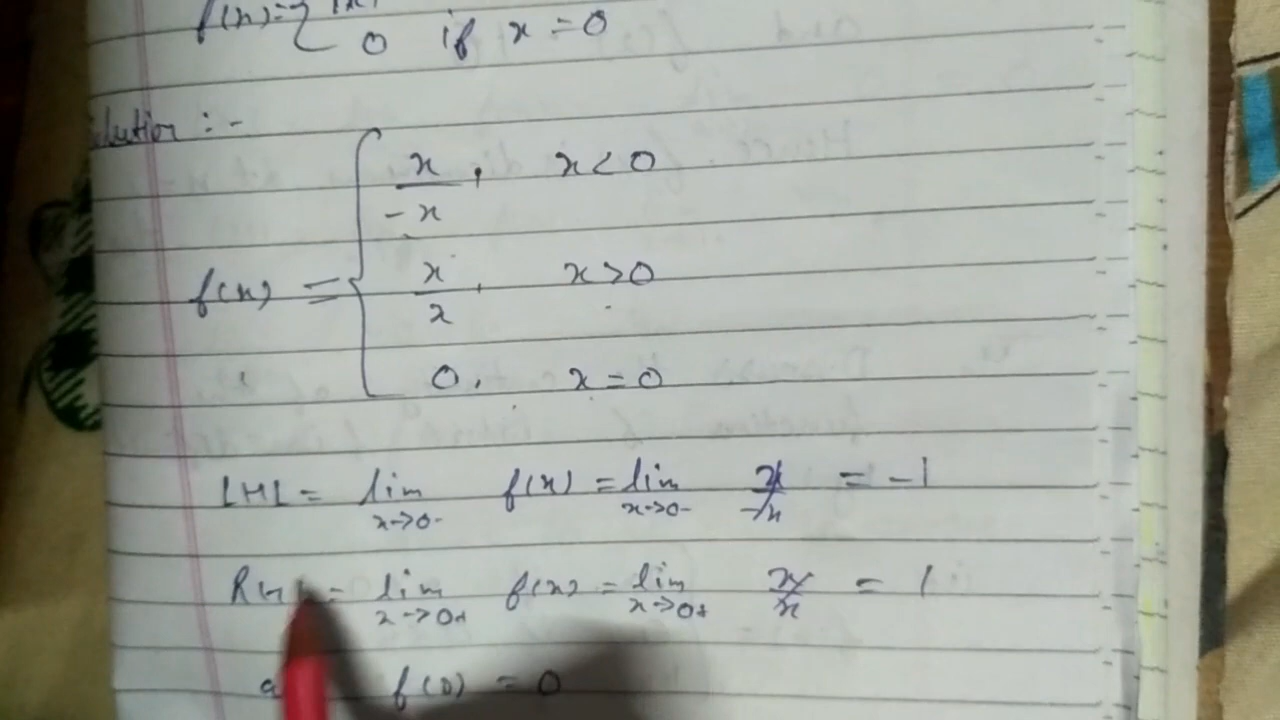 f(x)={ |x|
0 if x = 0
Solution :-
x/-x , x < 0
f(x) = { x/x , x > 0
0 , x = 0
LHL = lim x→0- f(x) = lim x→0- x/-x = -1
RHL = lim x→0+ f(x) = lim x→0+ x/x = 1
f(0) = 0